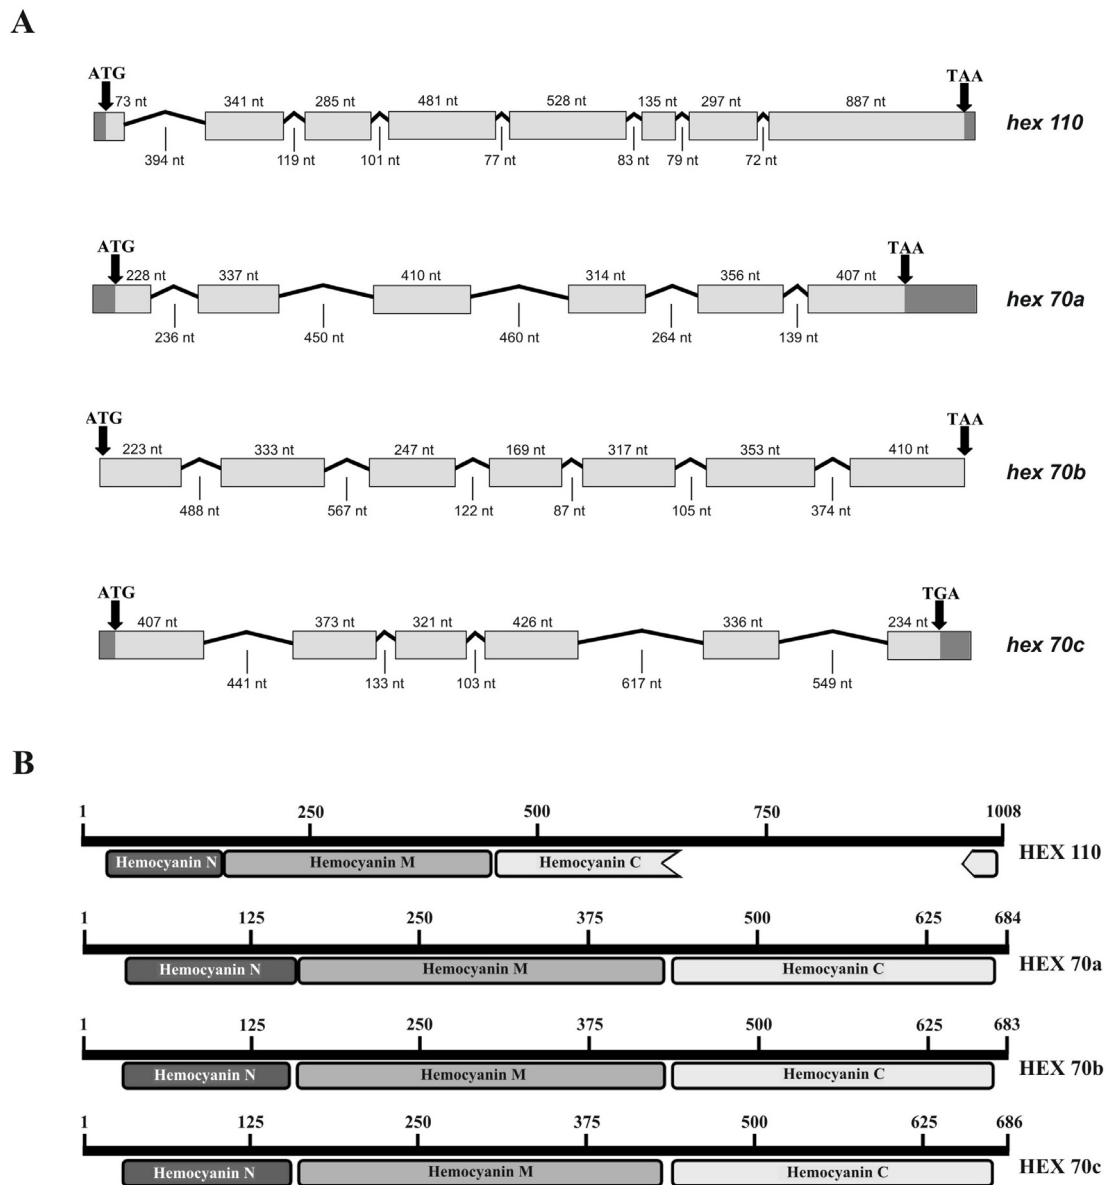 A
ATG TAA
73 nt 341 nt 285 nt 481 nt 528 nt 135 nt 297 nt 887 nt
hex 110
394 nt 119 nt 101 nt 77 nt 83 nt 79 nt 72 nt
ATG TAA
228 nt 337 nt 410 nt 314 nt 356 nt 407 nt
hex 70a
236 nt 450 nt 460 nt 264 nt 139 nt
ATG TAA
223 nt 333 nt 247 nt 169 nt 317 nt 353 nt 410 nt
hex 70b
488 nt 567 nt 122 nt 87 nt 105 nt 374 nt
ATG TGA
407 nt 373 nt 321 nt 426 nt 336 nt 234 nt
hex 70c
441 nt 133 nt 103 nt 617 nt 549 nt
B
1 250 500 750 1008
Hemocyanin N Hemocyanin M Hemocyanin C HEX 110
1 125 250 375 500 625 684
Hemocyanin N Hemocyanin M Hemocyanin C HEX 70a
1 125 250 375 500 625 683
Hemocyanin N Hemocyanin M Hemocyanin C HEX 70b
1 125 250 375 500 625 686
Hemocyanin N Hemocyanin M Hemocyanin C HEX 70c